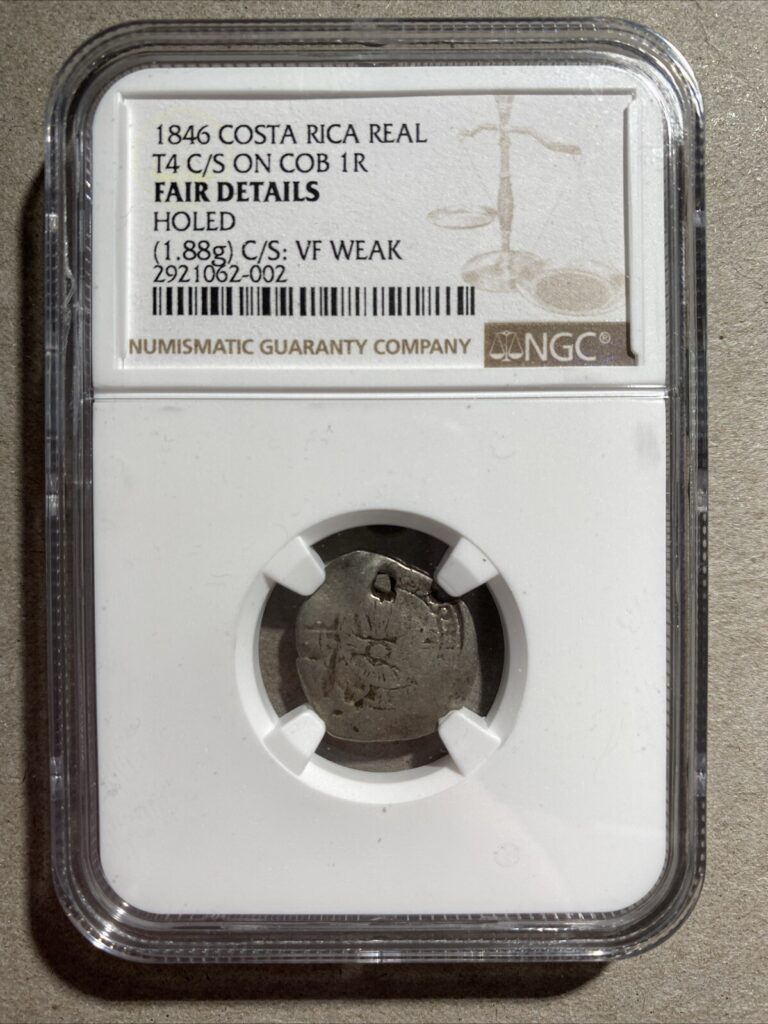 1846 COSTA RICA REAL
T4 C/S ON COB 1R
FAIR DETAILS
HOLED
(1.88g) C/S: VF WEAK
2921062-002
NUMISMATIC GUARANTY COMPANY NGC®